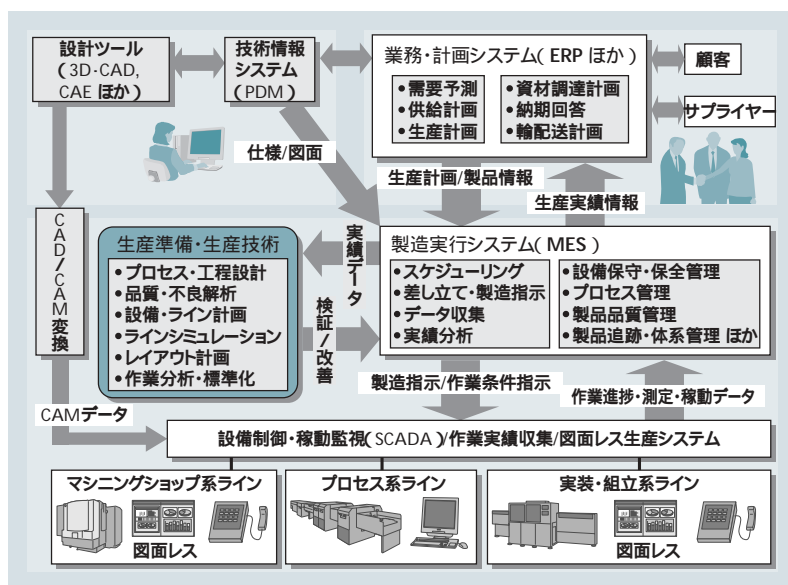 設計ツール
(3D・CAD,
CAE ほか)
技術情報
システム
(PDM)
業務・計画システム(ERP ほか)
•需要予測
•供給計画
•生産計画
•資材調達計画
•納期回答
•輸配送計画
顧客
サプライヤー
仕様/図面
生産計画/製品情報
生産実績情報
CAD/CAM変換
生産準備・生産技術
•プロセス・工程設計
•品質・不良解析
•設備・ライン計画
•ラインシミュレーション
•レイアウト計画
•作業分析・標準化
実績データ
検証/改善
製造実行システム(MES)
•スケジューリング
•差し立て・製造指示
•データ収集
•実績分析
•設備保守・保全管理
•プロセス管理
•製品品質管理
•製品追跡・体系管理 ほか
製造指示/作業条件指示
作業進捗・測定・稼動データ
CAMデータ
設備制御・稼動監視(SCADA)/作業実績収集/図面レス生産システム
マシニングショップ系ライン
図面レス
プロセス系ライン
実装・組立系ライン
図面レス